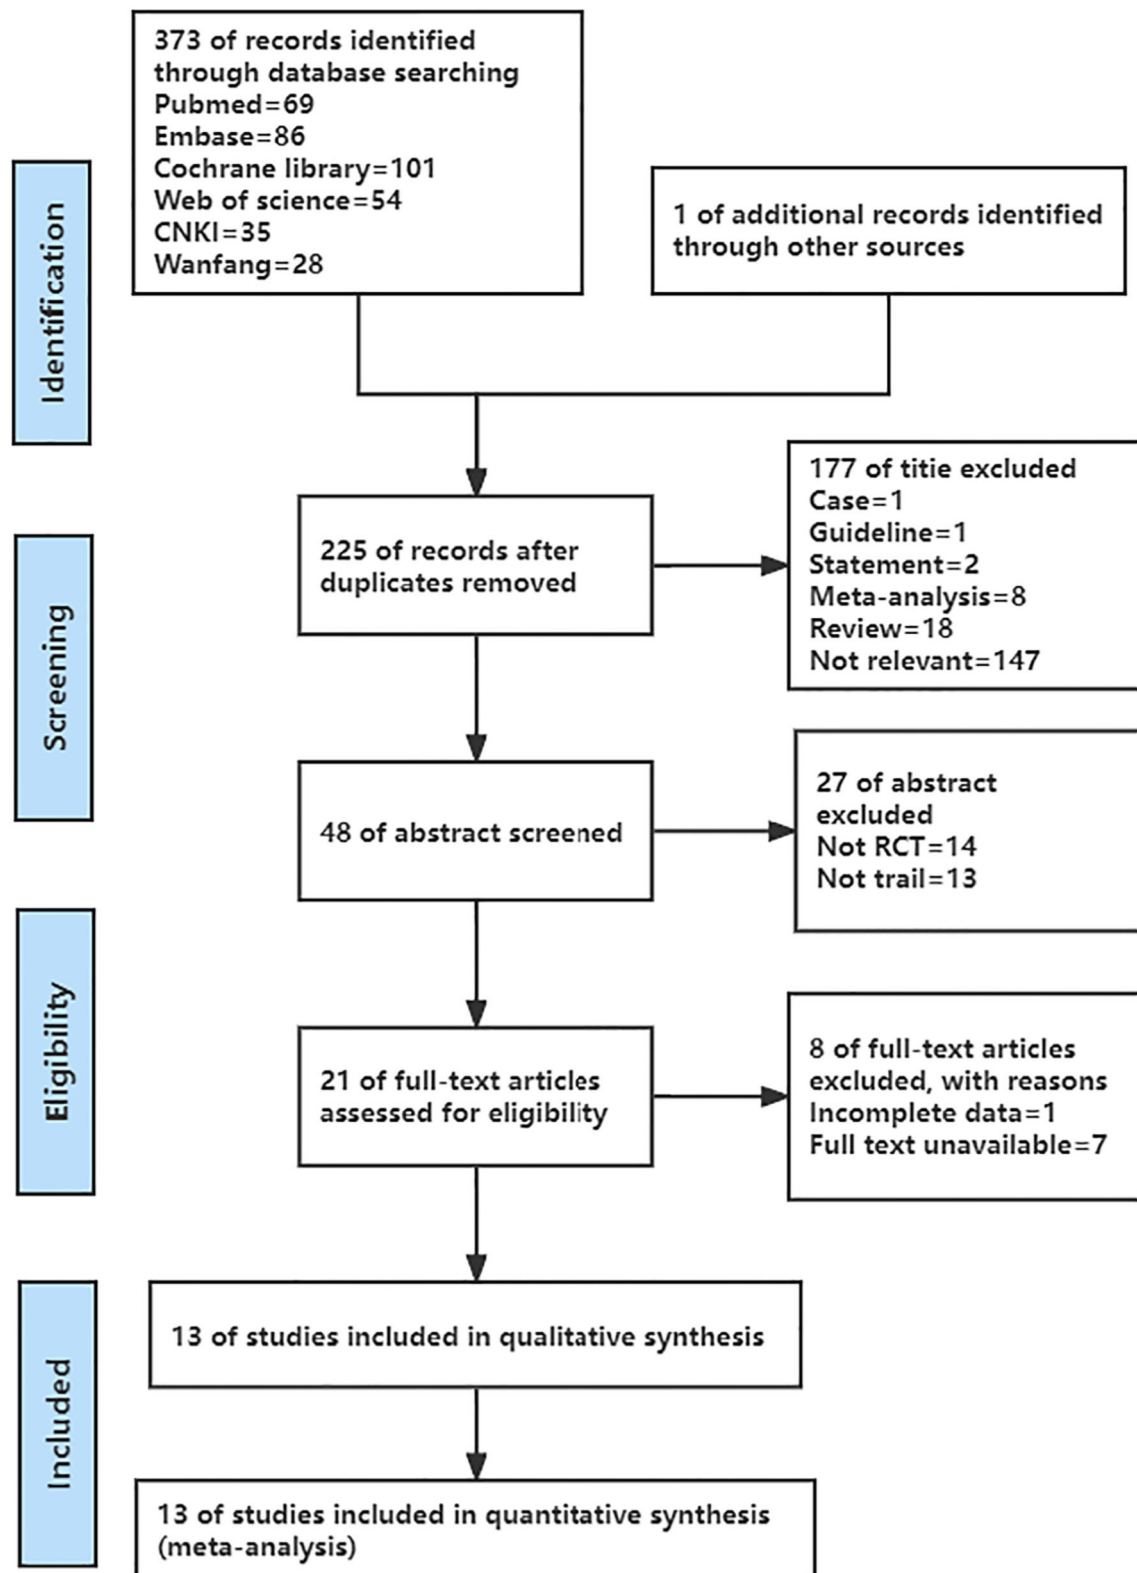 373 of records identified
through database searching
Pubmed=69
Embase=86
Cochrane library=101
Web of science=54
CNKI=35
Wanfang=28
1 of additional records identified
through other sources
Identification
225 of records after
duplicates removed
177 of titie excluded
Case=1
Guideline=1
Statement=2
Meta-analysis=8
Review=18
Not relevant=147
Screening
48 of abstract screened
27 of abstract
excluded
Not RCT=14
Not trail=13
Eligibility
21 of full-text articles
assessed for eligibility
8 of full-text articles
excluded, with reasons
Incomplete data=1
Full text unavailable=7
Included
13 of studies included in qualitative synthesis
13 of studies included in quantitative synthesis
(meta-analysis)